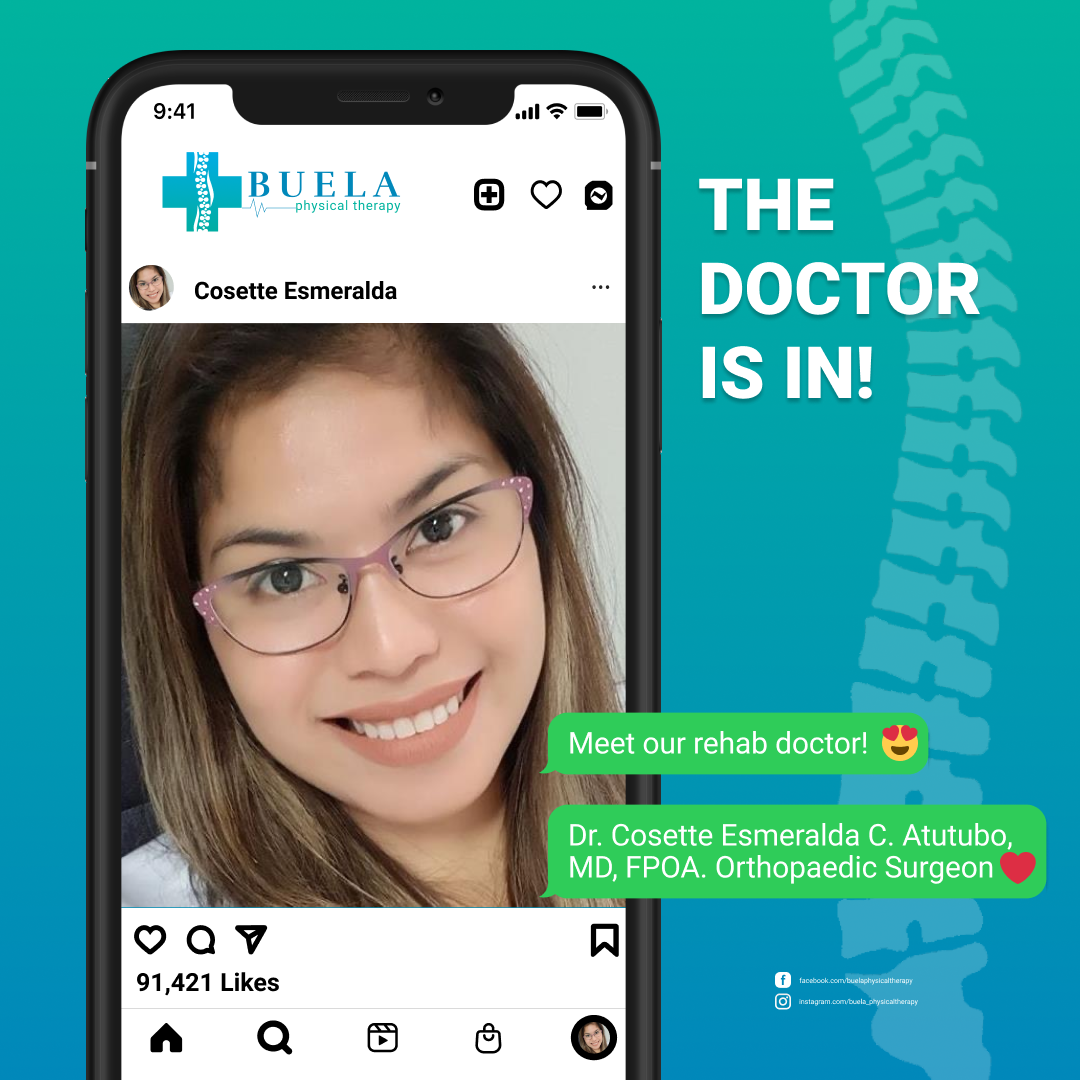 9:41
BUELA
physical therapy
Cosette Esmeralda
THE
DOCTOR
IS IN!
Meet our rehab doctor! 😍
Dr. Cosette Esmeralda C. Atutubo,
MD, FPOA. Orthopaedic Surgeon ❤️
91,421 Likes
facebook.com/buelaphysicaltherapy
instagram.com/buela_physicaltherapy